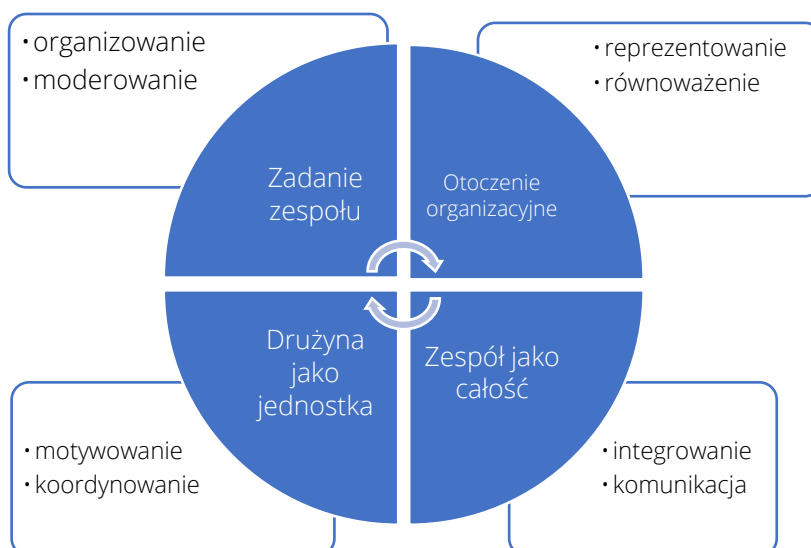 • organizowanie
• moderowanie
• reprezentowanie
• równoważenie
Zadanie
zespołu
Otoczenie
organizacyjne
Drużyna
jako
jednostka
Zespół jako
całość
• motywowanie
• koordynowanie
• integrowanie
• komunikacja